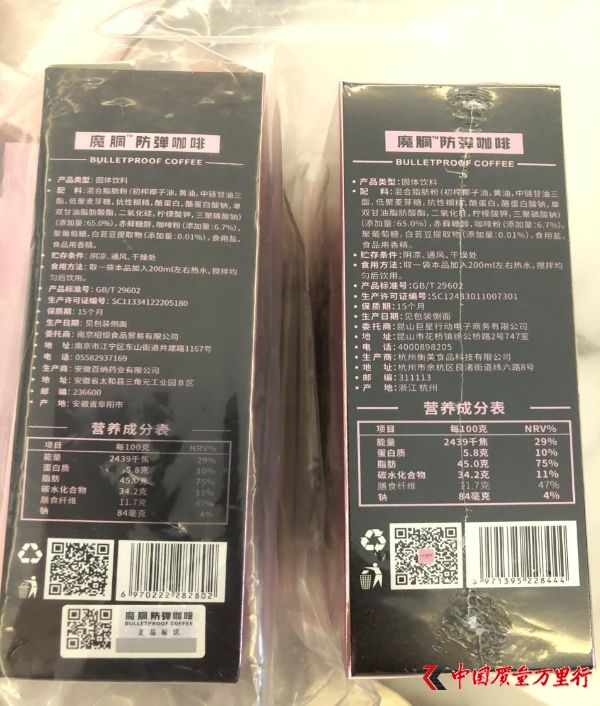 魔胴™防弹咖啡
BULLETPROOF COFFEE
产品类型：固体饮料
配 料：混合脂肪粉(初榨椰子油,黄油,中链甘油三
酯,低聚麦芽糖,抗性糊精,酪蛋白,酪蛋白酸钠,单
双甘油脂肪酸酯,二氧化硅,柠檬酸钾,三聚磷酸钠)
(添加量:65.0%),赤藓糖醇,咖啡粉(添加量:6.7%),
聚葡萄糖,白芸豆提取物(添加量:0.01%),食用盐,
食品用香精。
贮存条件：阴凉、通风、干燥处
食用方法：取一袋本品加入200ml左右热水,搅拌均
匀后饮用。
产品标准号：GB/T 29602
生产许可证编号：SC11334122205180
保质期：15个月
生产日期：见包装侧面
委托商：南京绍恒食品贸易有限公司
地 址：南京市江宁区东山街道共建路1167号
电 话：05582937169
生产商：安徽百纳药业有限公司
地 址：安徽省太和县三角元工业园B区
邮 编：236600
产 地：安徽省阜阳市
营养成分表
项目 每100克 NRV%
能量 2439千焦 29%
蛋白质 5.8克 10%
脂肪 45.0克 75%
碳水化合物 34.2克 11%
膳食纤维 11.7克 47%
钠 84毫克 4%
6 970222 282802
魔胴 防弹咖啡
BULLETPROOF COFFEE
正品标识
魔胴™防弹咖啡
BULLETPROOF COFFEE
产品类型：固体饮料
配 料：混合脂肪粉(初榨椰子油,黄油,中链甘油三
酯,低聚麦芽糖,抗性糊精,酪蛋白,酪蛋白酸钠,单
双甘油脂肪酸酯,二氧化硅,柠檬酸钾,三聚磷酸钠)
(添加量:65.0%),赤藓糖醇,咖啡粉(添加量:6.7%),
聚葡萄糖,白芸豆提取物(添加量:0.01%),食用盐,
食品用香精。
贮存条件：阴凉、通风、干燥处
食用方法：取一袋本品加入200ml左右热水,搅拌均
匀后饮用。
产品标准号：GB/T 29602
生产许可证编号：SC12433011007301
保质期：15个月
生产日期：见包装侧面
委托商：昆山巨星行动电子商务有限公司
地 址：昆山市花桥镇徐公桥路2号747室
电 话：4000898205
生产商：杭州衡美食品科技有限公司
地 址：杭州市余杭区良渚街道纬六路8号
邮 编：311113
产 地：浙江 杭州
营养成分表
项目 每100克 NRV%
能量 2439千焦 29%
蛋白质 5.8克 10%
脂肪 45.0克 75%
碳水化合物 34.2克 11%
膳食纤维 11.7克 47%
钠 84毫克 4%
6 971395 228444
中国质量万里行